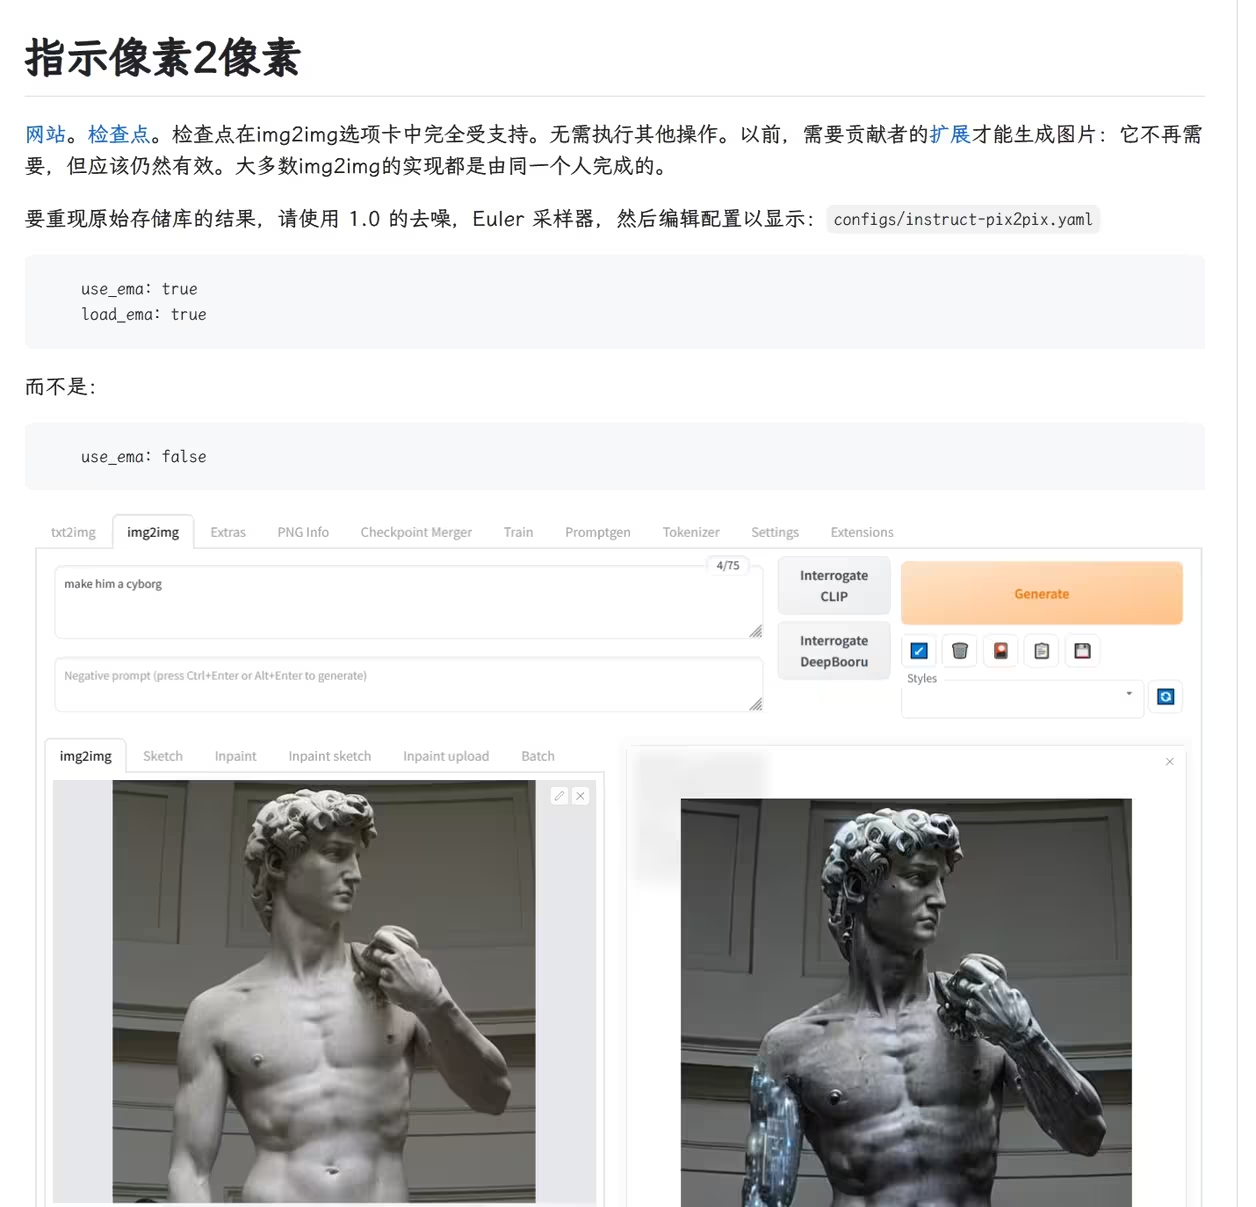 指示像素2像素
网站。检查点。检查点在img2img选项卡中完全受支持。无需执行其他操作。以前，需要贡献者的扩展才能生成图片：它不再需
要，但应该仍然有效。大多数img2img的实现都是由同一个人完成的。
要重现原始存储库的结果，请使用 1.0 的去噪，Euler 采样器，然后编辑配置以显示：configs/instruct-pix2pix.yaml
use_ema: true
load_ema: true
而不是：
use_ema: false
txt2img img2img Extras PNG Info Checkpoint Merger Train Promptgen Tokenizer Settings Extensions
4/75
make him a cyborg
Interrogate
CLIP
Generate
Interrogate
DeepBooru
Negative prompt (press Ctrl+Enter or Alt+Enter to generate)
Styles
img2img Sketch Inpaint Inpaint sketch Inpaint upload Batch